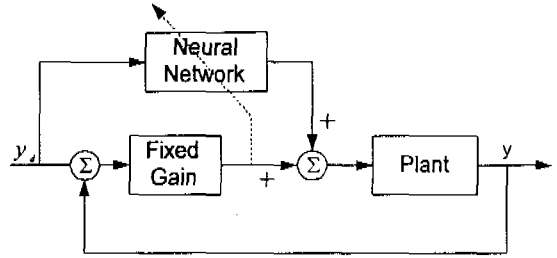 Neural
Network
+
y_d
Σ
Fixed
Gain
+
Σ
Plant
y